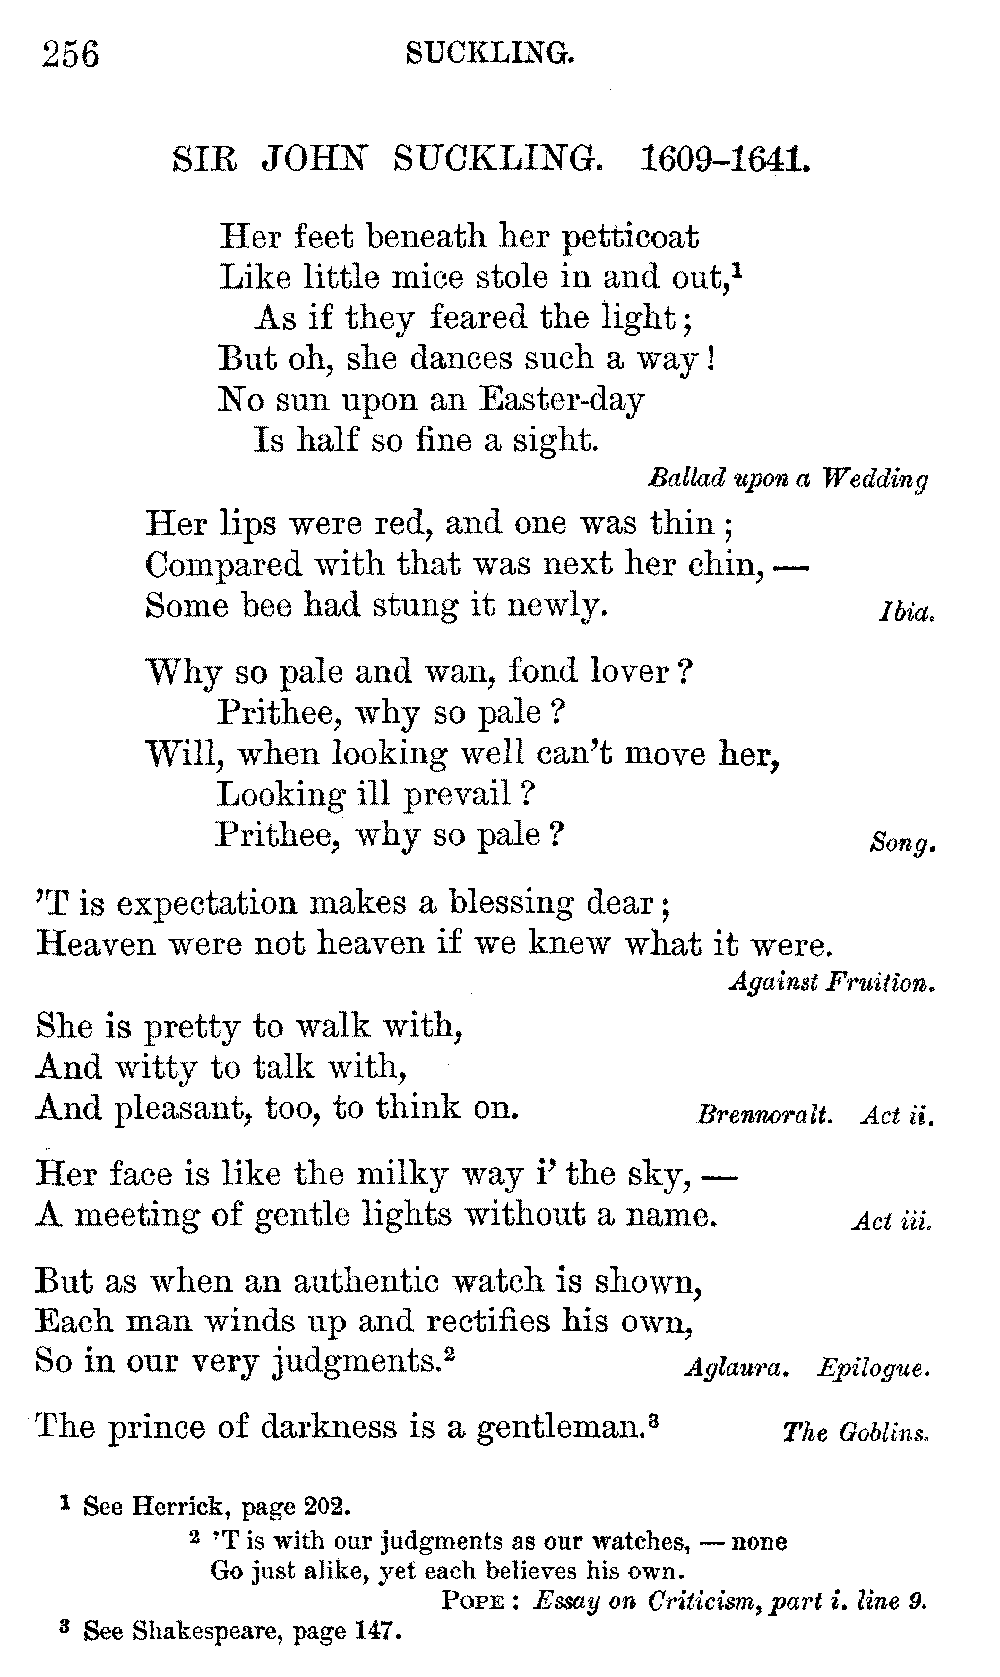 256 SUCKLING.
SIR JOHN SUCKLING. 1609–1641.
Her feet beneath her petticoat
Like little mice stole in and out,¹
As if they feared the light;
But oh, she dances such a way!
No sun upon an Easter-day
Is half so fine a sight.
Ballad upon a Wedding
Her lips were red, and one was thin;
Compared with that was next her chin, —
Some bee had stung it newly. Ibid.
Why so pale and wan, fond lover?
Prithee, why so pale?
Will, when looking well can't move her,
Looking ill prevail?
Prithee, why so pale? Song.
'T is expectation makes a blessing dear;
Heaven were not heaven if we knew what it were.
Against Fruition.
She is pretty to walk with,
And witty to talk with,
And pleasant, too, to think on. Brennoralt. Act ii.
Her face is like the milky way i' the sky, —
A meeting of gentle lights without a name. Act iii.
But as when an authentic watch is shown,
Each man winds up and rectifies his own,
So in our very judgments.² Aglaura. Epilogue.
The prince of darkness is a gentleman.³ The Goblins.
¹ See Herrick, page 202.
² 'T is with our judgments as our watches, — none
Go just alike, yet each believes his own.
POPE: Essay on Criticism, part i. line 9.
³ See Shakespeare, page 147.